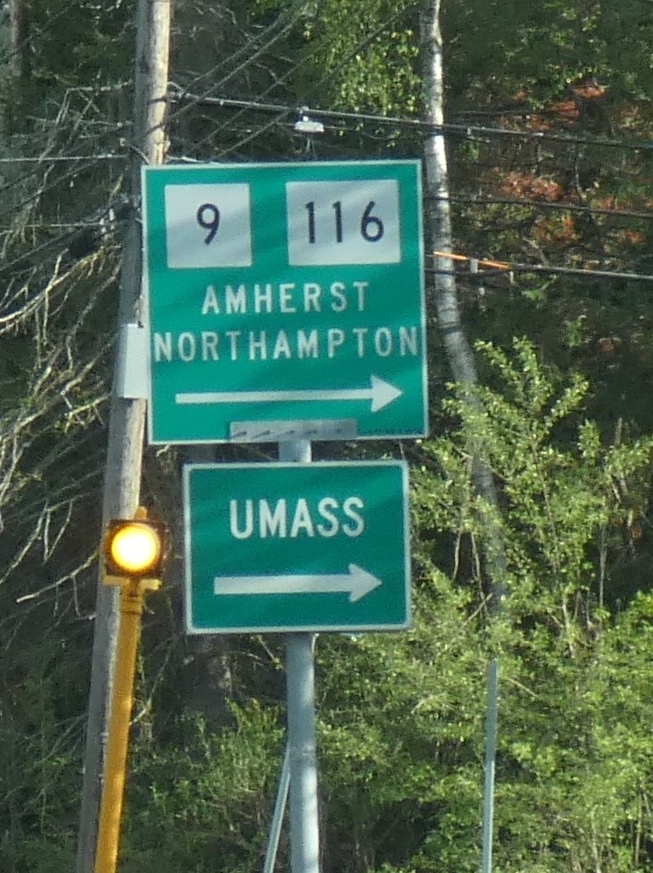 9 116
AMHERST
NORTHAMPTON
UMASS